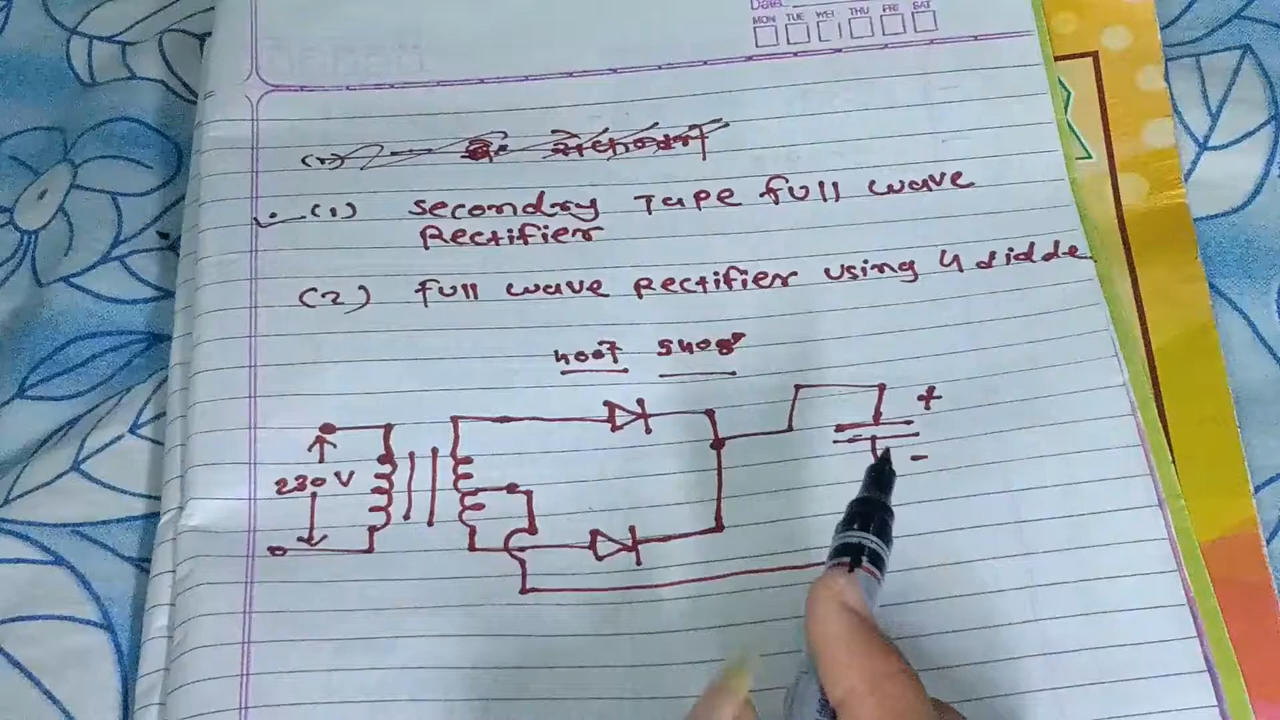 Date:
MON TUE WED THU FRI SAT
(1) secondry Tape full wave
Rectifier
(2) full wave rectifier using 4 didde
4007 5408
+
-
230 V